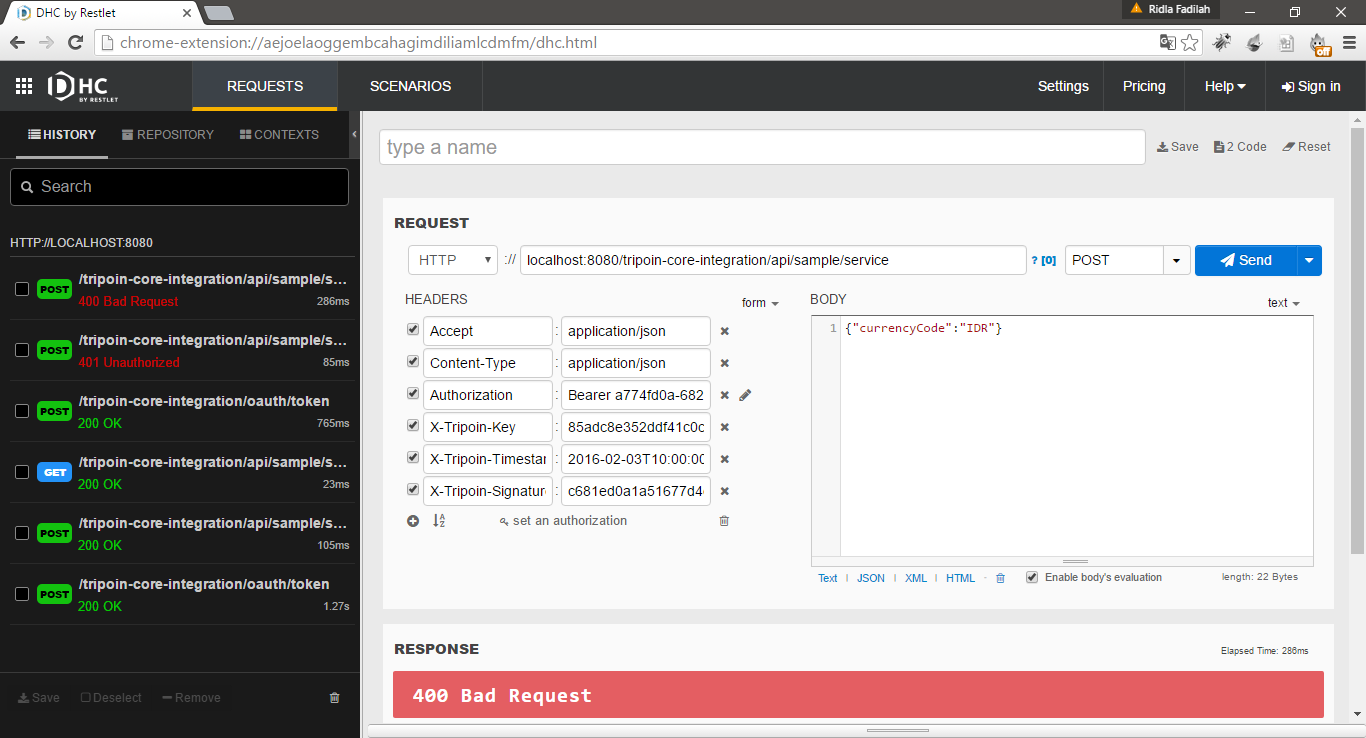 DHC by Restlet
Ridla Fadilah
chrome-extension://aejoelaoggembcahagimdiliamlcdmfm/dhc.html
off
DHC
BY RESTLET
REQUESTS
SCENARIOS
Settings
Pricing
Help
Sign in
HISTORY
REPOSITORY
CONTEXTS
Search
HTTP://LOCALHOST:8080
POST
/tripoin-core-integration/api/sample/s...
400 Bad Request
286ms
POST
/tripoin-core-integration/api/sample/s...
401 Unauthorized
85ms
POST
/tripoin-core-integration/oauth/token
200 OK
765ms
GET
/tripoin-core-integration/api/sample/s...
200 OK
23ms
POST
/tripoin-core-integration/api/sample/s...
200 OK
105ms
POST
/tripoin-core-integration/oauth/token
200 OK
1.27s
Save
Deselect
Remove
type a name
Save
2 Code
Reset
REQUEST
HTTP
://
localhost:8080/tripoin-core-integration/api/sample/service
? [0]
POST
Send
HEADERS
form
Accept : application/json
Content-Type : application/json
Authorization : Bearer a774fd0a-682
X-Tripoin-Key : 85adc8e352ddf41c0c
X-Tripoin-Timestar : 2016-02-03T10:00:00
X-Tripoin-Signature : c681ed0a1a51677d4
set an authorization
BODY
text
1 {"currencyCode":"IDR"}
Text | JSON | XML | HTML
Enable body's evaluation
length: 22 Bytes
RESPONSE
Elapsed Time: 286ms
400 Bad Request